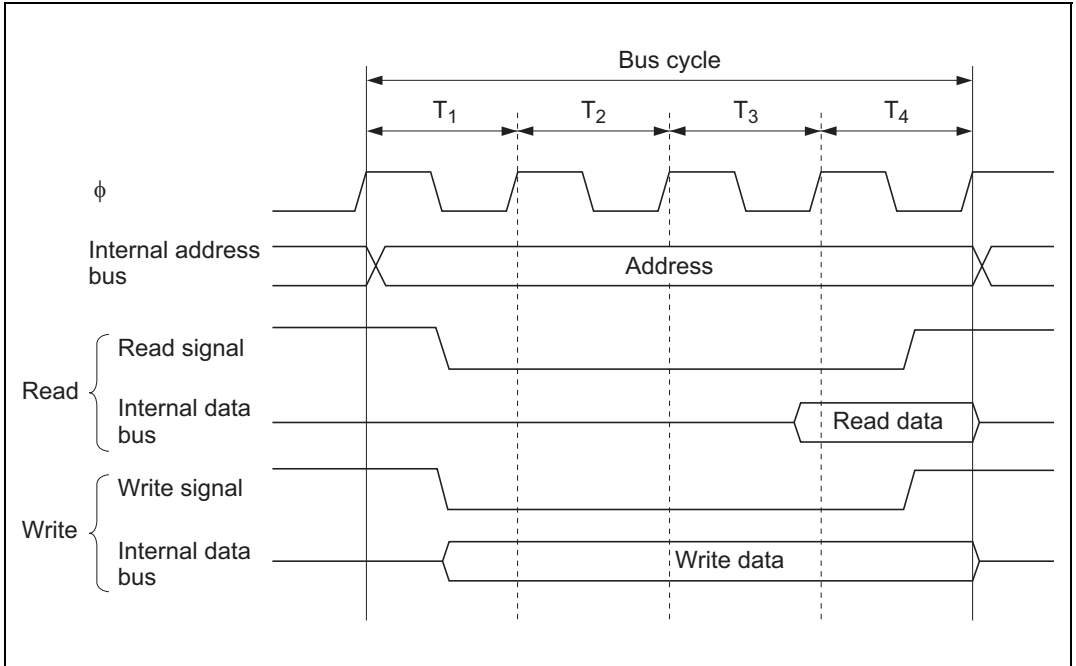 Bus cycle
T₁ T₂ T₃ T₄
ϕ
Internal address
bus
Address
Read
Read signal
Internal data
bus
Read data
Write
Write signal
Internal data
bus
Write data